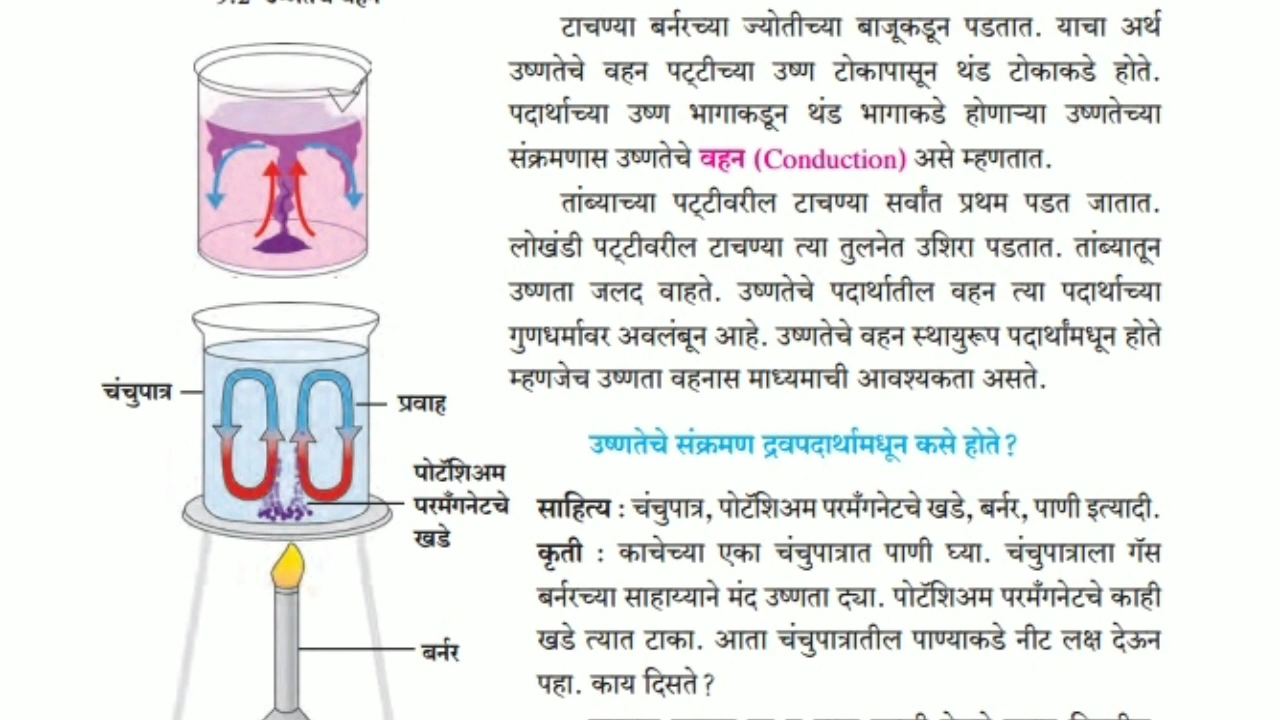 टाचण्या बर्नरच्या ज्योतीच्या बाजूकडून पडतात. याचा अर्थ
उष्णतेचे वहन पट्टीच्या उष्ण टोकापासून थंड टोकाकडे होते.
पदार्थाच्या उष्ण भागाकडून थंड भागाकडे होणाऱ्या उष्णतेच्या
संक्रमणास उष्णतेचे वहन (Conduction) असे म्हणतात.
तांब्याच्या पट्टीवरील टाचण्या सर्वांत प्रथम पडत जातात.
लोखंडी पट्टीवरील टाचण्या त्या तुलनेत उशिरा पडतात. तांब्यातून
उष्णता जलद वाहते. उष्णतेचे पदार्थातील वहन त्या पदार्थाच्या
गुणधर्मावर अवलंबून आहे. उष्णतेचे वहन स्थायुरूप पदार्थांमधून होते
म्हणजेच उष्णता वहनास माध्यमाची आवश्यकता असते.
चंचुपात्र
प्रवाह
पोटॅशिअम
परमँगनेटचे
खडे
बर्नर
उष्णतेचे संक्रमण द्रवपदार्थामधून कसे होते ?
साहित्य : चंचुपात्र, पोटॅशिअम परमँगनेटचे खडे, बर्नर, पाणी इत्यादी.
कृती : काचेच्या एका चंचुपात्रात पाणी घ्या. चंचुपात्राला गॅस
बर्नरच्या साहाय्याने मंद उष्णता द्या. पोटॅशिअम परमँगनेटचे काही
खडे त्यात टाका. आता चंचुपात्रातील पाण्याकडे नीट लक्ष देऊन
पहा. काय दिसते ?